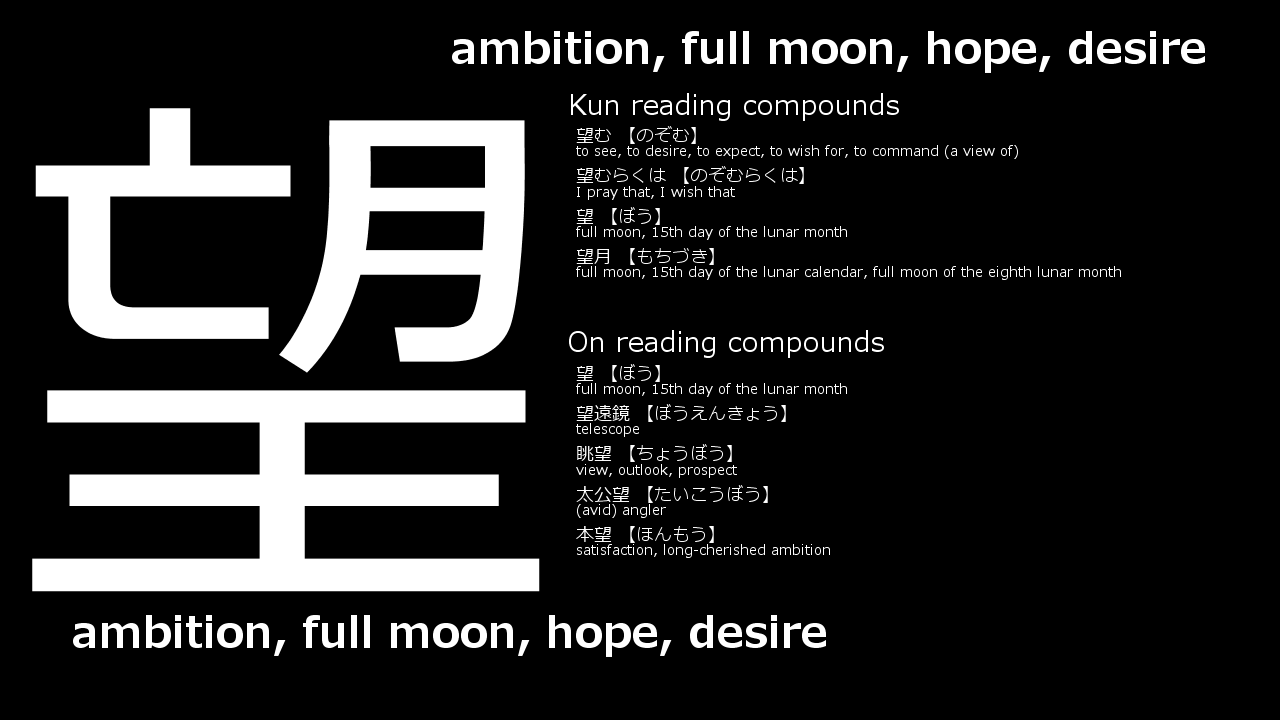 ambition, full moon, hope, desire
望
Kun reading compounds
望む 【のぞむ】
to see, to desire, to expect, to wish for, to command (a view of)
望むらくは 【のぞむらくは】
I pray that, I wish that
望 【ぼう】
full moon, 15th day of the lunar month
望月 【もちづき】
full moon, 15th day of the lunar calendar, full moon of the eighth lunar month
On reading compounds
望 【ぼう】
full moon, 15th day of the lunar month
望遠鏡 【ぼうえんきょう】
telescope
眺望 【ちょうぼう】
view, outlook, prospect
太公望 【たいこうぼう】
(avid) angler
本望 【ほんもう】
satisfaction, long-cherished ambition
ambition, full moon, hope, desire